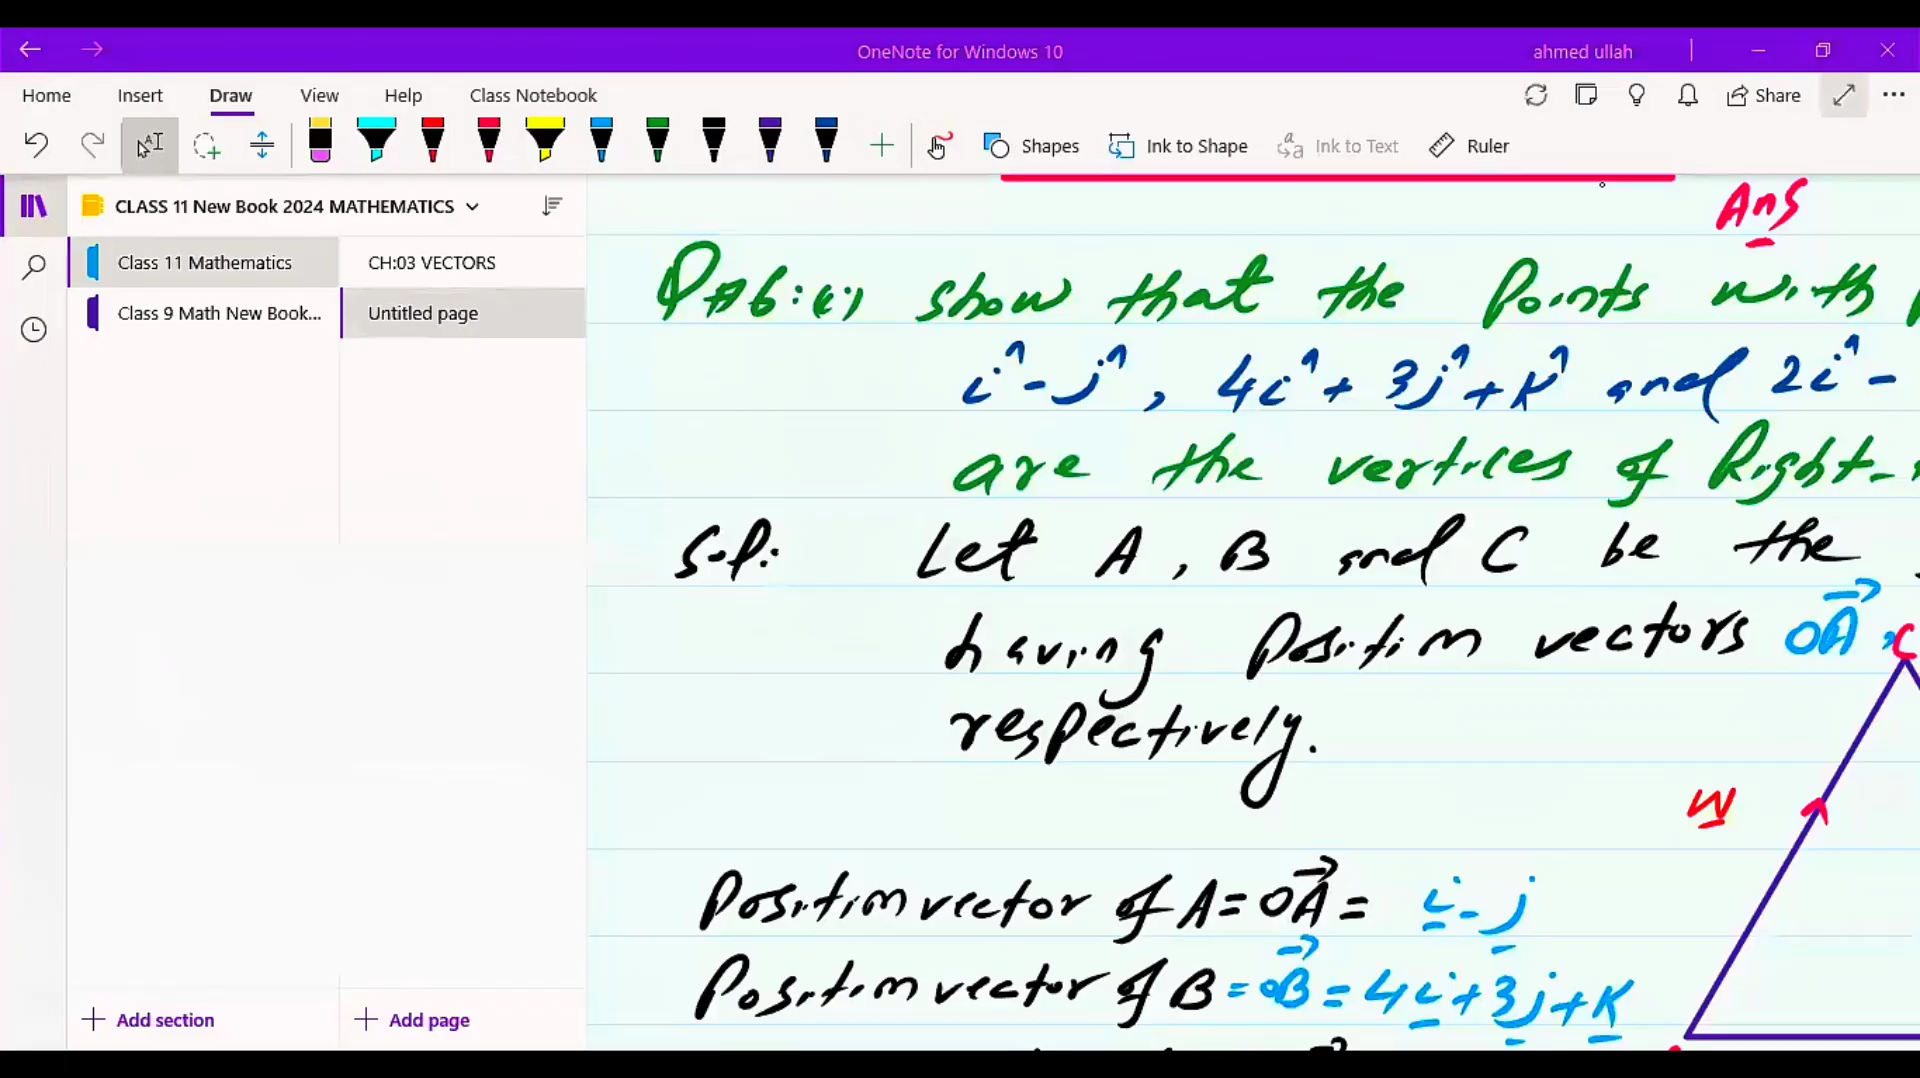 OneNote for Windows 10
ahmed ullah
Home Insert Draw View Help Class Notebook
Share
Shapes Ink to Shape Ink to Text Ruler
CLASS 11 New Book 2024 MATHEMATICS
Class 11 Mathematics
Class 9 Math New Book...
CH:03 VECTORS
Untitled page
Add section
Add page
Ans
Q#6:(i) show that the Points with
î - ĵ, 4î + 3ĵ + k̂ and 2î -
are the vertices of Right-
Sol: Let A, B and C be the
having Position vectors OA⃗,
respectively.
C
w
Position vector of A = OA⃗ = i - j
Position vector of B = OB⃗ = 4i + 3j + k